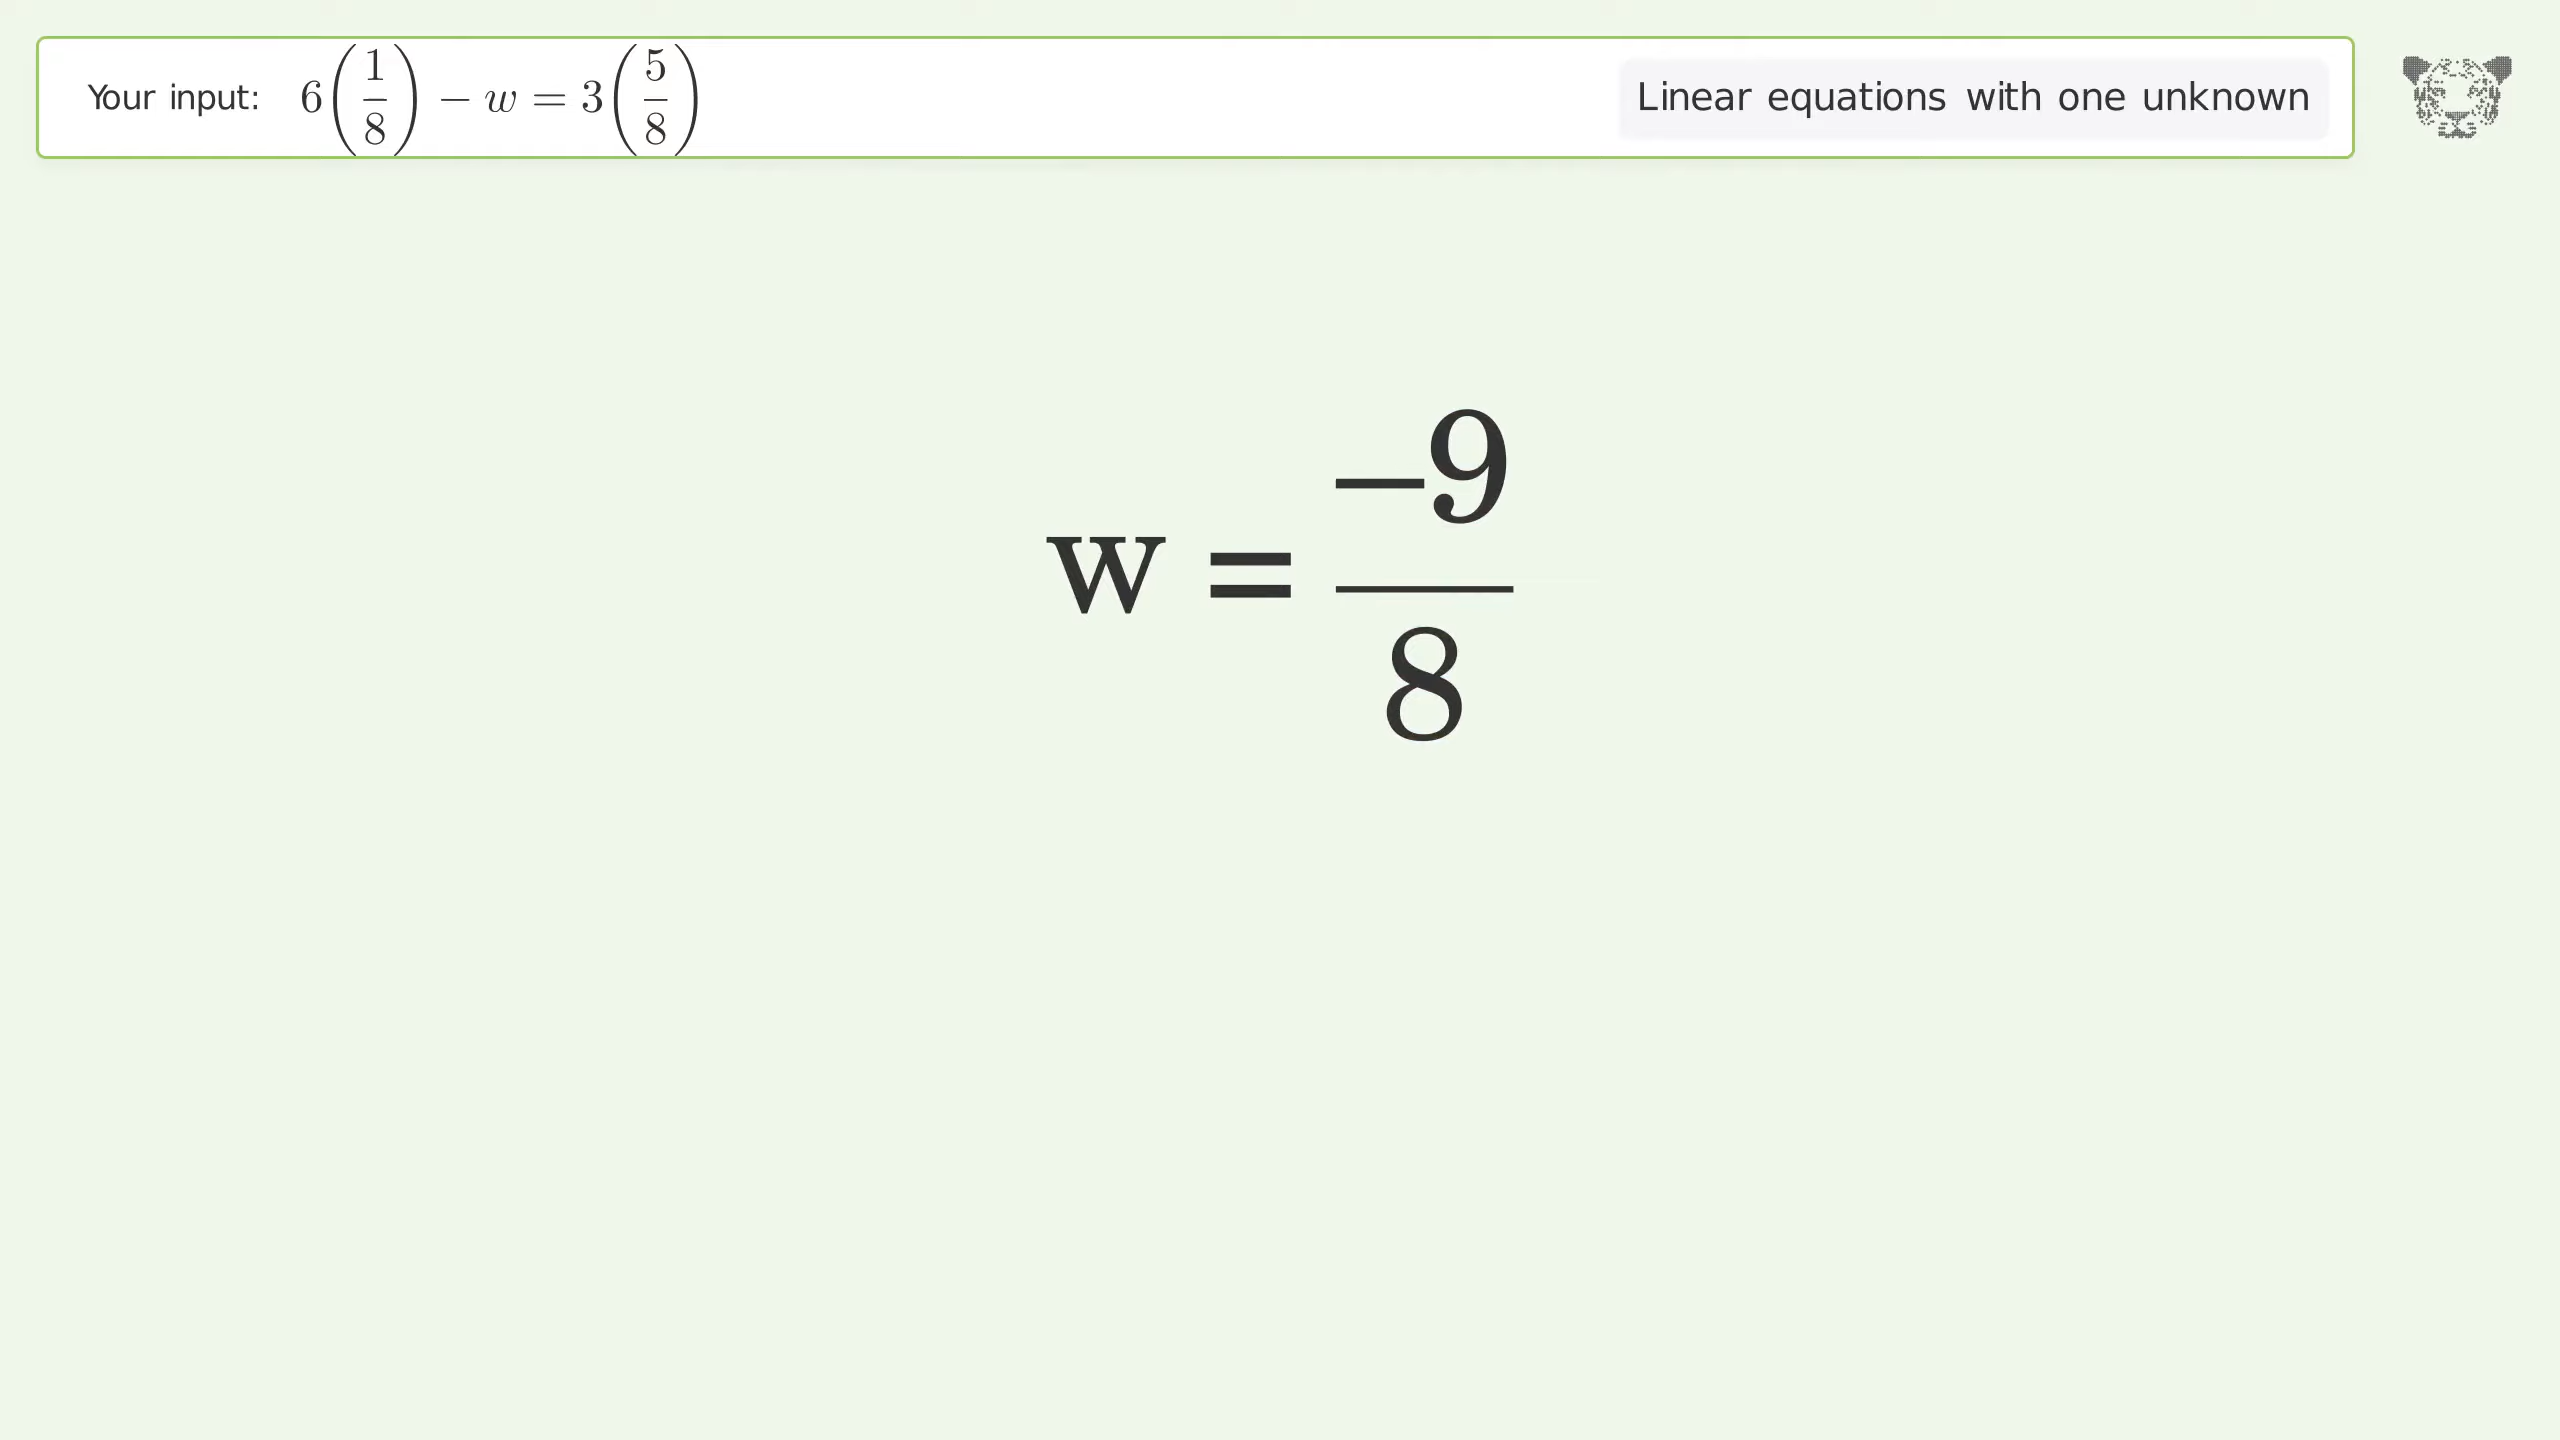 Your input: 6(1/8) − w = 3(5/8)
Linear equations with one unknown
w = −9/8